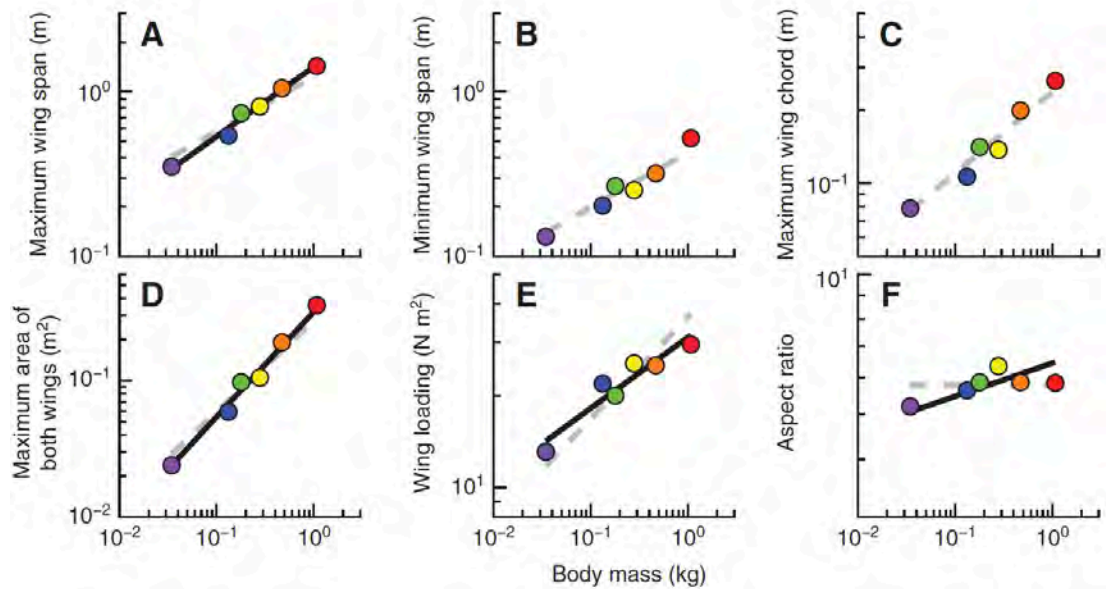 A
B
C
Maximum wing span (m)
10⁰
10⁻¹
Minimum wing span (m)
10⁰
10⁻¹
Maximum wing chord (m)
10⁻¹
D
E
F
Maximum area of
both wings (m²)
10⁻¹
10⁻²
Wing loading (N m²)
10¹
Aspect ratio
10¹
10⁻² 10⁻¹ 10⁰
10⁻² 10⁻¹ 10⁰
10⁻² 10⁻¹ 10⁰
Body mass (kg)